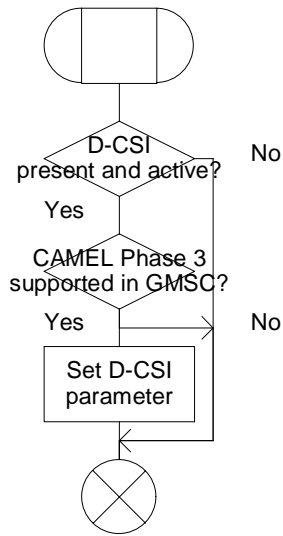 D-CSI
present and active?
No
Yes
CAMEL Phase 3
supported in GMSC?
Yes
No
Set D-CSI
parameter